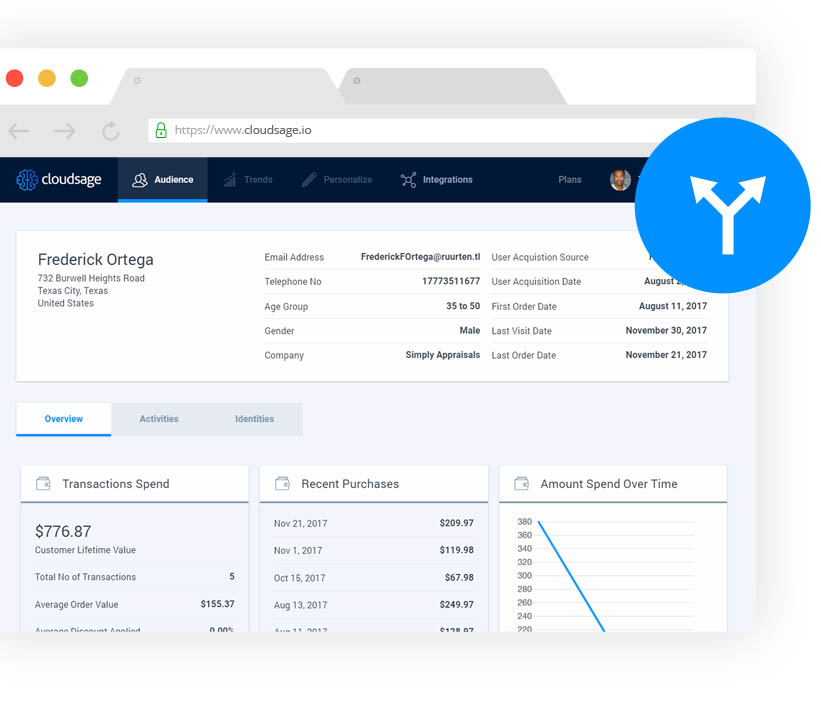 https://www.cloudsage.io
cloudsage Audience Trends Personalize Integrations Plans
Frederick Ortega
732 Burwell Heights Road
Texas City, Texas
United States
Email Address FrederickFOrtega@ruurten.tl User Acquistion Source
Telephone No 17773511677 User Acquisition Date August
Age Group 35 to 50 First Order Date August 11, 2017
Gender Male Last Visit Date November 30, 2017
Company Simply Appraisals Last Order Date November 21, 2017
Overview Activities Identities
Transactions Spend
$776.87
Customer Lifetime Value
Total No of Transactions 5
Average Order Value $155.37
Average Discount Applied 0.00%
Recent Purchases
Nov 21, 2017 $209.97
Nov 1, 2017 $119.98
Oct 15, 2017 $67.98
Aug 13, 2017 $249.97
Aug 11, 2017 $128.97
Amount Spend Over Time
380
360
340
320
300
280
260
240
220